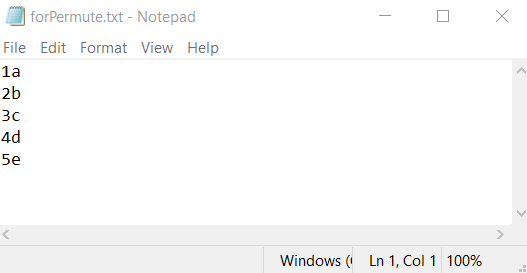 forPermute.txt - Notepad
File Edit Format View Help
1a
2b
3c
4d
5e
Windows ( Ln 1, Col 1 100%